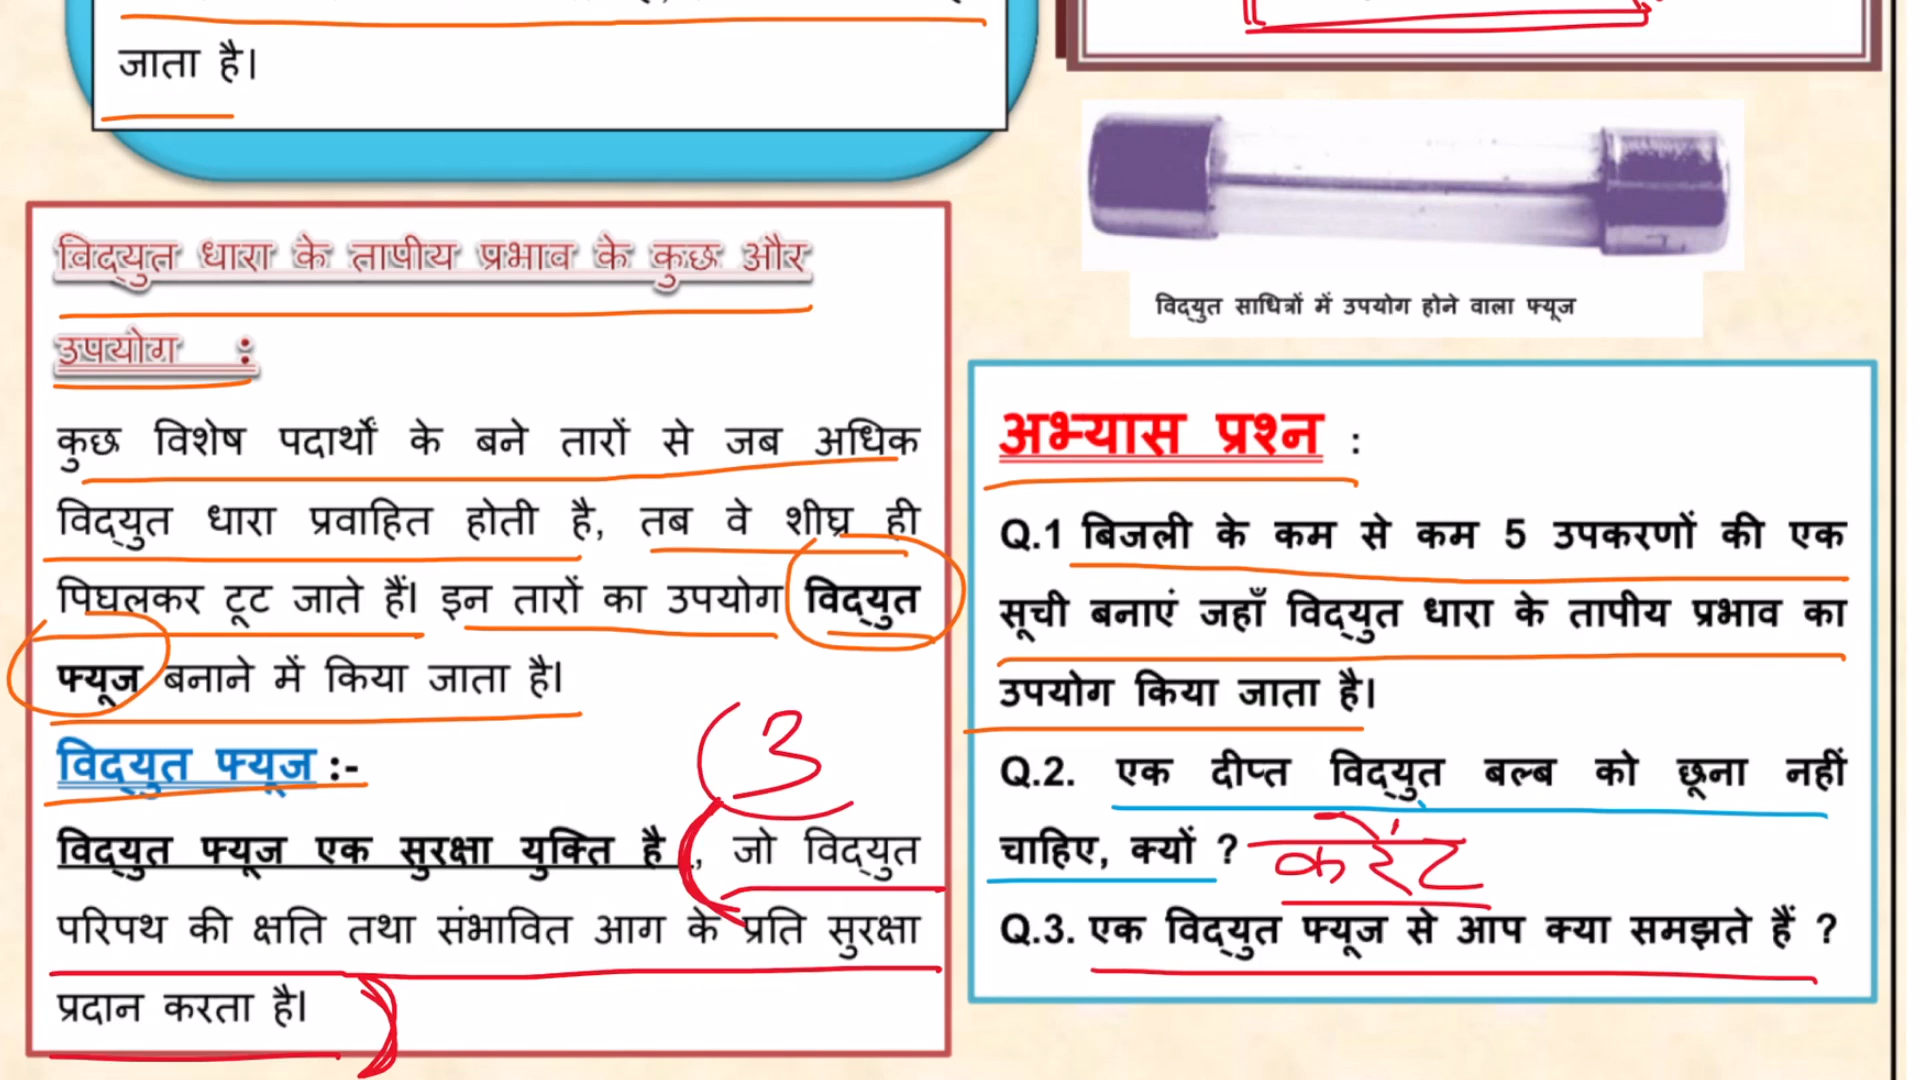 जाता है।
विद्युत धारा के तापीय प्रभाव के कुछ और
उपयोग :
कुछ विशेष पदार्थों के बने तारों से जब अधिक
विद्युत धारा प्रवाहित होती है, तब वे शीघ्र ही
पिघलकर टूट जाते हैं। इन तारों का उपयोग विद्युत
फ्यूज बनाने में किया जाता है।
विद्युत फ्यूज :-
3
विद्युत फ्यूज एक सुरक्षा युक्ति है , जो विद्युत
परिपथ की क्षति तथा संभावित आग के प्रति सुरक्षा
प्रदान करता है।
विद्युत साधित्रों में उपयोग होने वाला फ्यूज
अभ्यास प्रश्न :
Q.1 बिजली के कम से कम 5 उपकरणों की एक
सूची बनाएं जहाँ विद्युत धारा के तापीय प्रभाव का
उपयोग किया जाता है।
Q.2. एक दीप्त विद्युत बल्ब को छूना नहीं
चाहिए, क्यों ? करेंट
Q.3. एक विद्युत फ्यूज से आप क्या समझते हैं ?